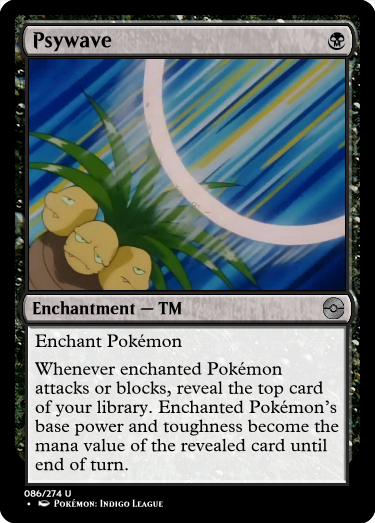 Psywave
Enchantment — TM
Enchant Pokémon
Whenever enchanted Pokémon
attacks or blocks, reveal the top card
of your library. Enchanted Pokémon's
base power and toughness become the
mana value of the revealed card until
end of turn.
086/274 U
• Pokémon: Indigo League